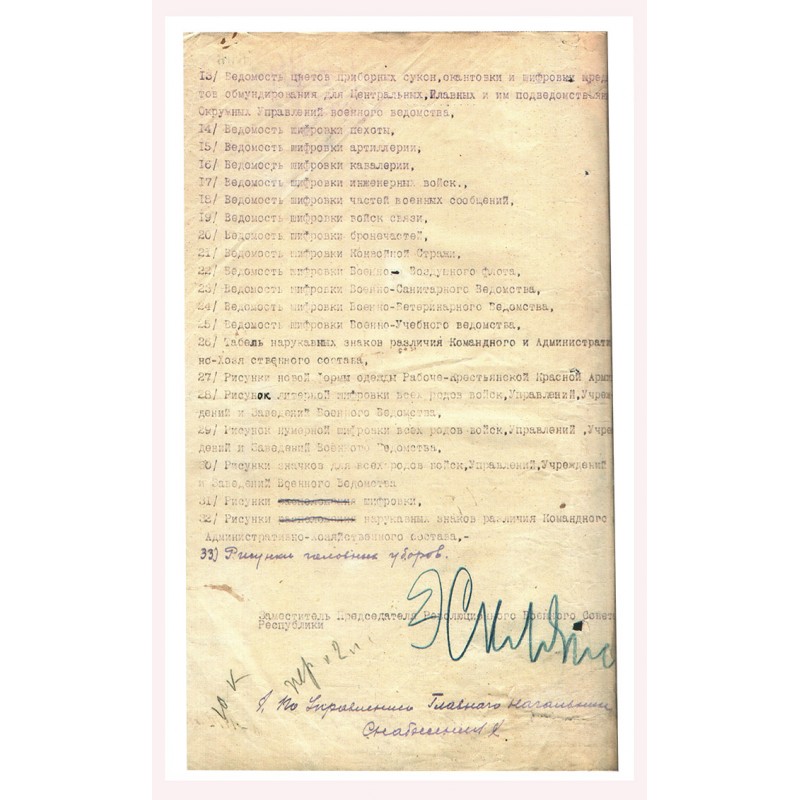 13/ Ведомость цветов приборных сукон,окантовки и шифровки пред
тов обмундирования для Центральных,Главных и им подведомствен
Окружных Управлений военного ведомства,
14/ Ведомость шифровки пехоты,
15/ Ведомость шифровки артиллерии,
16/ Ведомость шифровки кавалерии,
17/ Ведомость шифровки инженерных войск.,
18/ Ведомость шифровки частей военных сообщений,
19/ Ведомость шифровки войск связи,
20/ Ведомость шифровки бронечастей,
21/ Ведомость шифровки Конвойной Стражи,
22/ Ведомость шифровки Военно- Воздушного флота,
23/ Ведомость шифровки Военно-Санитарного Ведомства,
24/ Ведомость шифровки Военно-Ветеринарного Ведомства,
25/ Ведомость шифровки Военно-Учебного ведомства,
26/ Табель нарукавных знаков различия Командного и Административ
но-Хозяйственного состава,
27/ Рисунки новой формы одежды Рабоче-Крестьянской Красной Арми
28/ Рисунок литерной шифровки всех родов войск,Управлений,Учреж
дений и Заведений Военного Ведомства,
29/ Рисунок нумерной шифровки всех родов войск,Управлений ,Учре
дений и Заведений Военного Ведомства,
30/ Рисунки значков для всех родов войск,Управлений,Учреждений
и Заведений Военного Ведомства
31/ Рисунки шифровки,
32/ Рисунки нарукавных знаков различия Командного и
Административно-Хозяйственного состава,-
33) Рисунки головных уборов.
Заместитель Председателя Революционного Военного Совета
Республики
По Управлению Главного Начальника
Снабжения